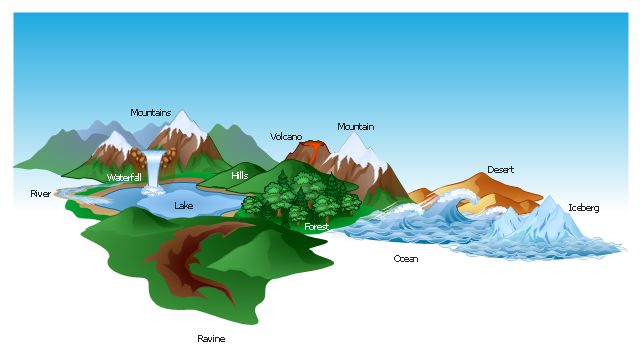 Mountains
Volcano
Mountain
Waterfall
Hills
Desert
River
Lake
Iceberg
Forest
Ocean
Ravine